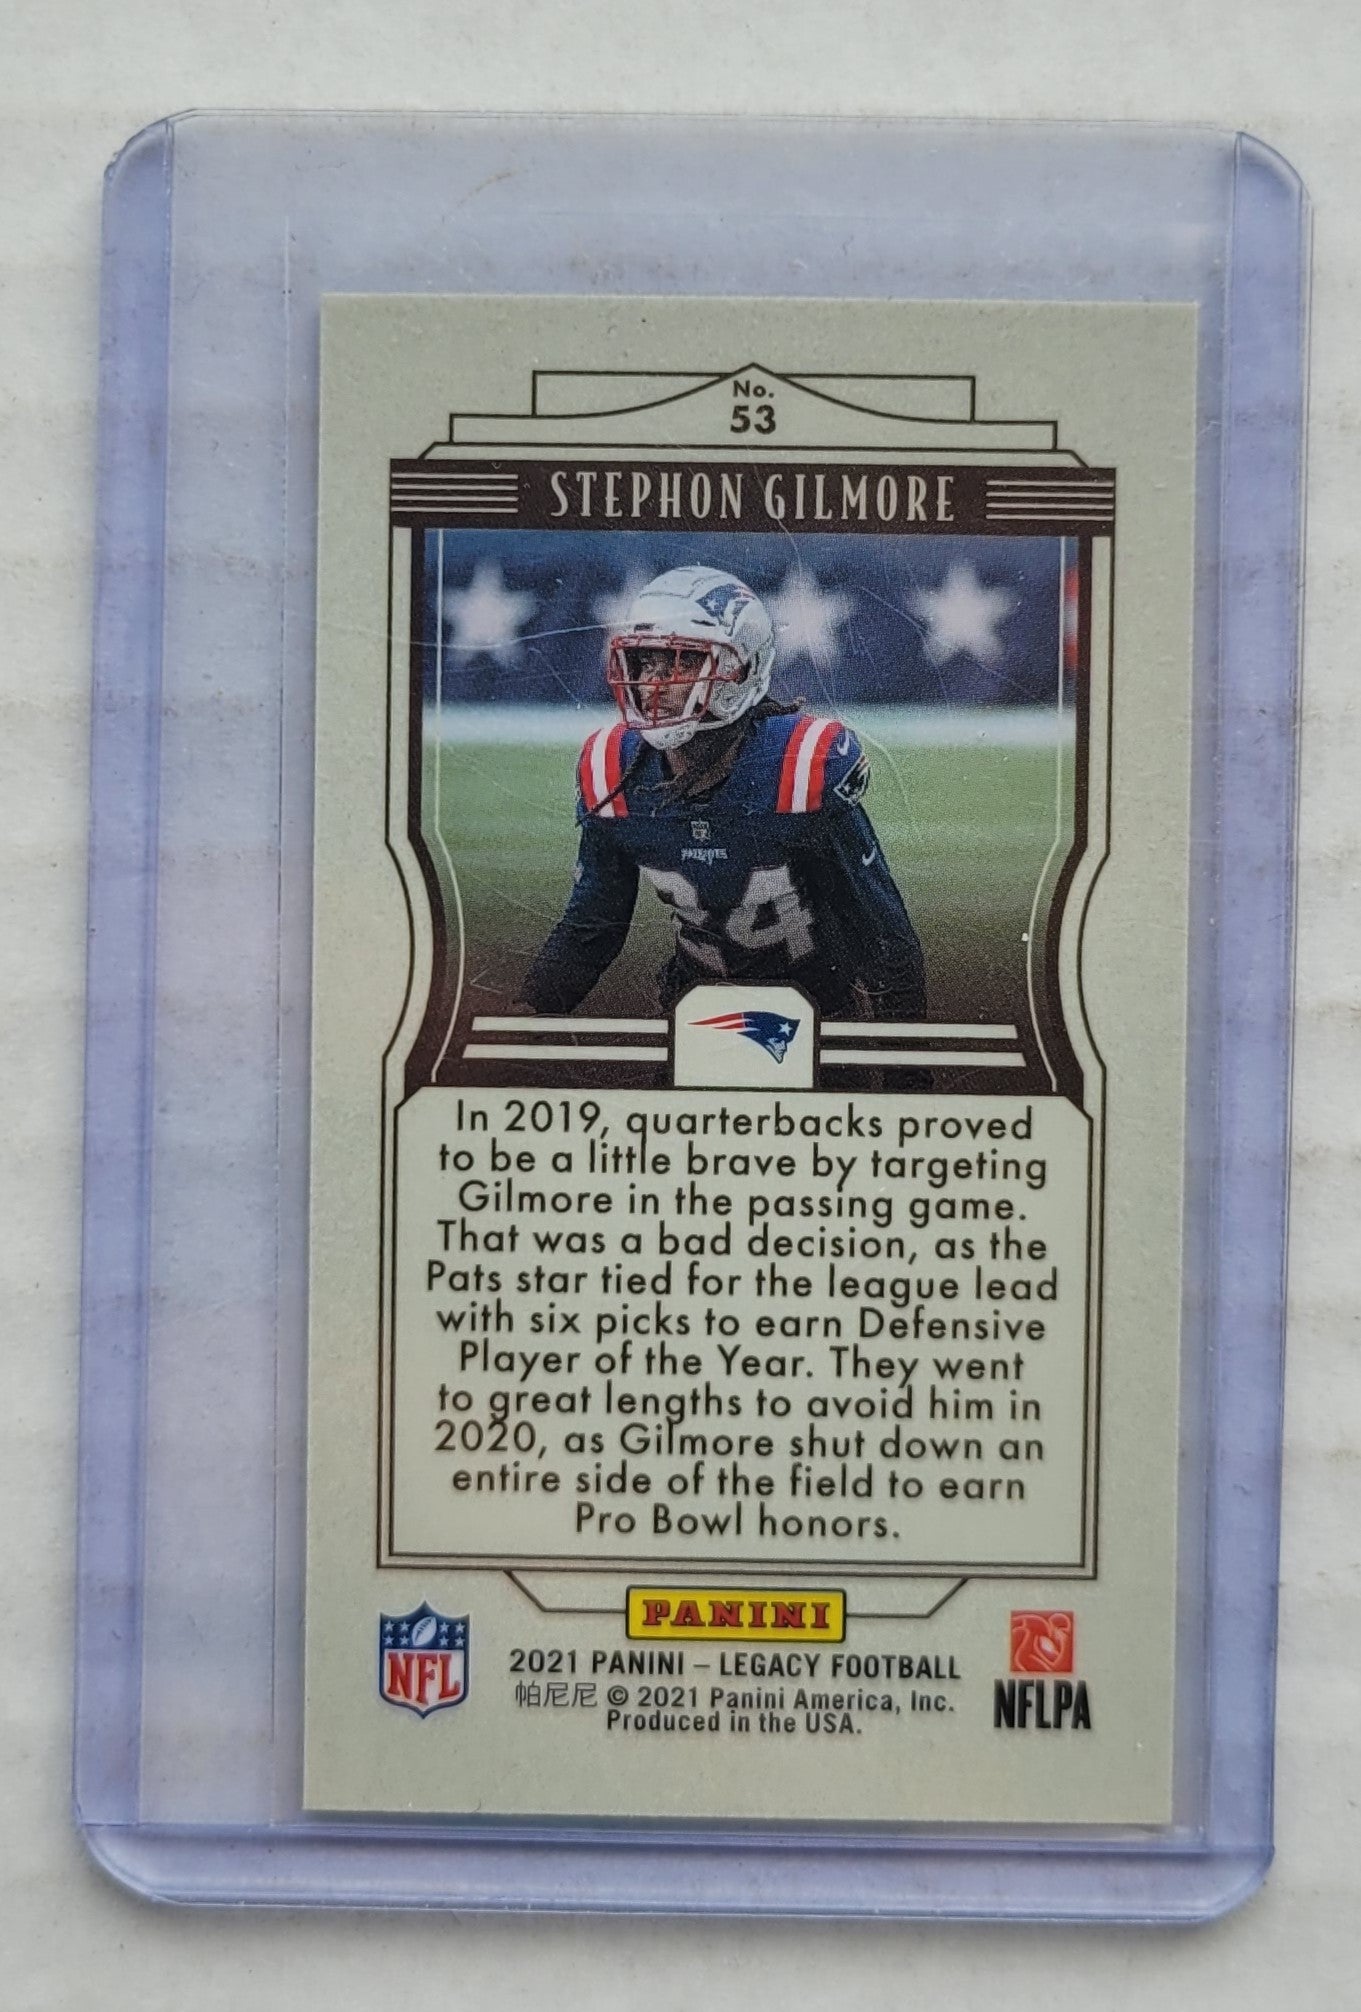 No.
53
STEPHON GILMORE
PATRIOTS
24
In 2019, quarterbacks proved
to be a little brave by targeting
Gilmore in the passing game.
That was a bad decision, as the
Pats star tied for the league lead
with six picks to earn Defensive
Player of the Year. They went
to great lengths to avoid him in
2020, as Gilmore shut down an
entire side of the field to earn
Pro Bowl honors.
PANINI
NFL
2021 PANINI – LEGACY FOOTBALL
帕尼尼 © 2021 Panini America, Inc.
Produced in the USA.
NFLPA